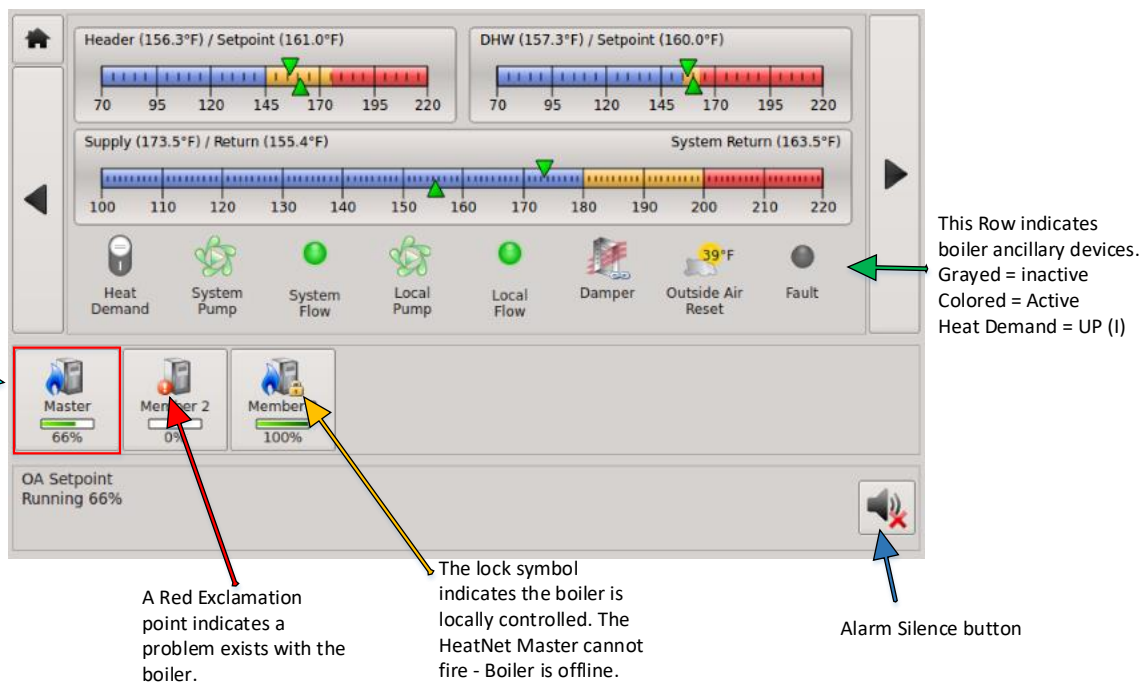 Header (156.3°F) / Setpoint (161.0°F)
DHW (157.3°F) / Setpoint (160.0°F)
70 95 120 145 170 195 220
70 95 120 145 170 195 220
Supply (173.5°F) / Return (155.4°F)
System Return (163.5°F)
100 110 120 130 140 150 160 170 180 190 200 210 220
39°F
Heat
Demand
System
Pump
System
Flow
Local
Pump
Local
Flow
Damper
Outside Air
Reset
Fault
This Row indicates
boiler ancillary devices.
Grayed = inactive
Colored = Active
Heat Demand = UP (I)
Master
66%
Member 2
0%
Member
100%
OA Setpoint
Running 66%
A Red Exclamation
point indicates a
problem exists with the
boiler.
The lock symbol
indicates the boiler is
locally controlled. The
HeatNet Master cannot
fire - Boiler is offline.
Alarm Silence button